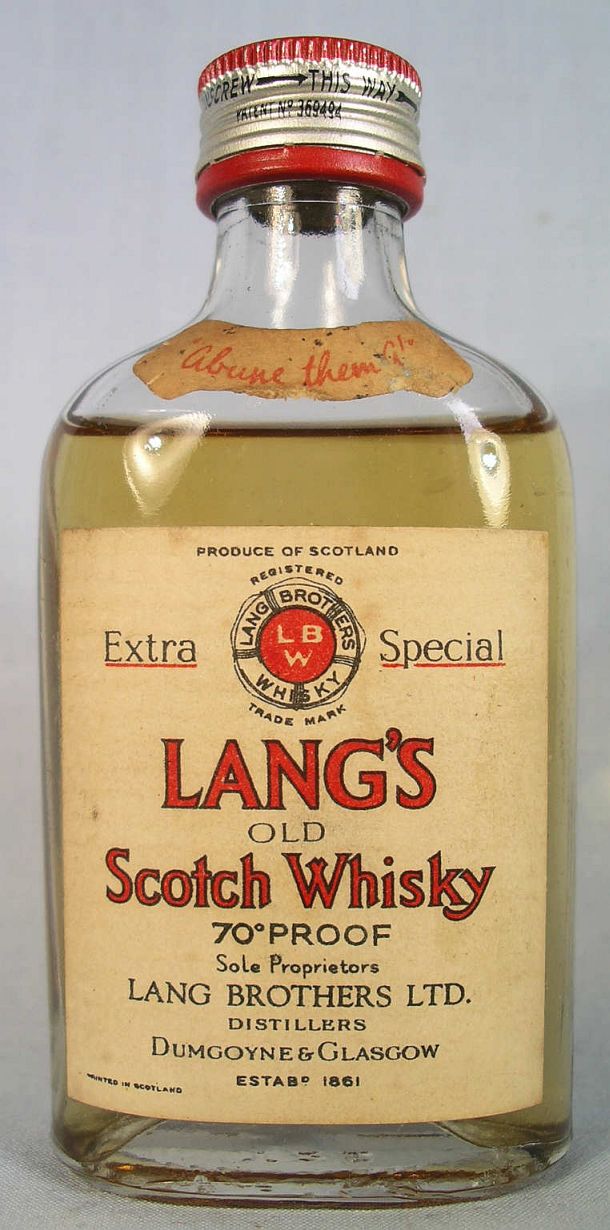 SCREW THIS WAY
PATENT Nº 369494
Abune them A'
PRODUCE OF SCOTLAND
REGISTERED
LANG BROTHERS
LBW
WHISKY
TRADE MARK
Extra Special
LANG'S
OLD
Scotch Whisky
70° PROOF
Sole Proprietors
LANG BROTHERS LTD.
DISTILLERS
DUMGOYNE & GLASGOW
ESTABD 1861
PRINTED IN SCOTLAND